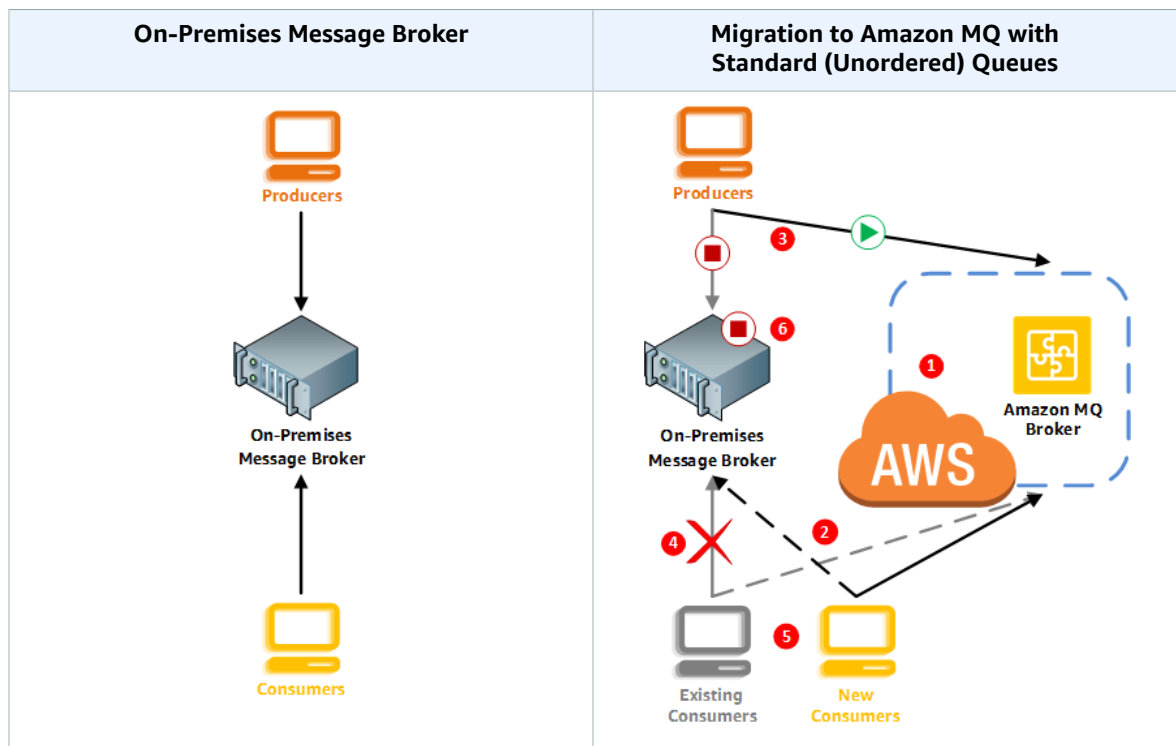 On-Premises Message Broker
Migration to Amazon MQ with
Standard (Unordered) Queues
Producers
On-Premises
Message Broker
Consumers
Producers
3
6
1
Amazon MQ
Broker
On-Premises
Message Broker
AWS
2
4
5
Existing
Consumers
New
Consumers